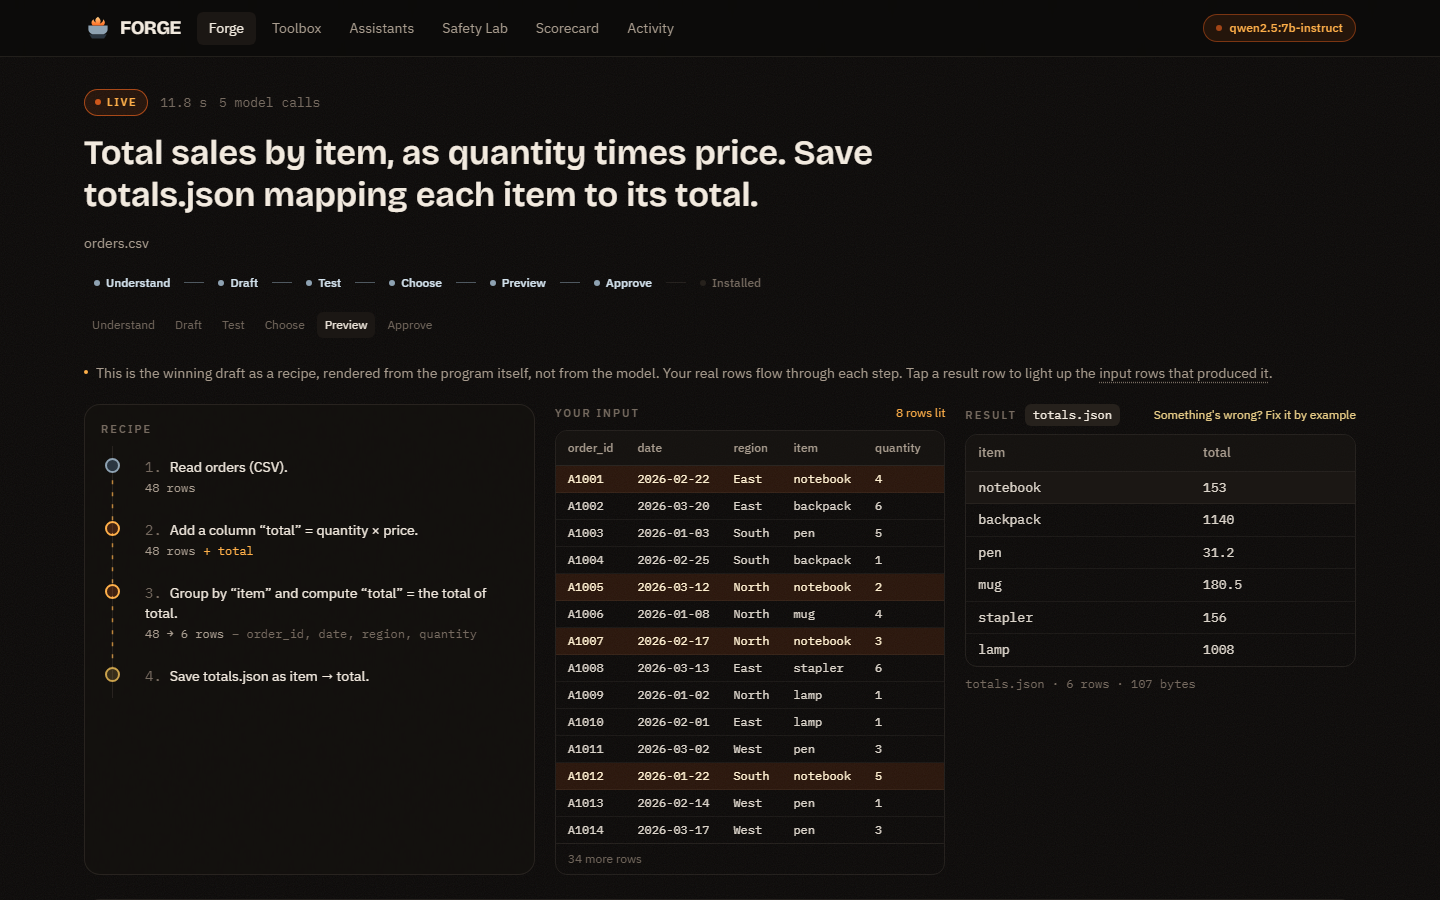 FORGE
Forge Toolbox Assistants Safety Lab Scorecard Activity
qwen2.5:7b-instruct
LIVE 11.8 s 5 model calls
Total sales by item, as quantity times price. Save
totals.json mapping each item to its total.
orders.csv
Understand Draft Test Choose Preview Approve Installed
Understand Draft Test Choose Preview Approve
This is the winning draft as a recipe, rendered from the program itself, not from the model. Your real rows flow through each step. Tap a result row to light up the input rows that produced it.
RECIPE
1. Read orders (CSV).
48 rows
2. Add a column “total” = quantity × price.
48 rows + total
3. Group by “item” and compute “total” = the total of
total.
48 → 6 rows − order_id, date, region, quantity
4. Save totals.json as item → total.
YOUR INPUT 8 rows lit
order_id date region item quantity
A1001 2026-02-22 East notebook 4
A1002 2026-03-20 East backpack 6
A1003 2026-01-03 South pen 5
A1004 2026-02-25 South backpack 1
A1005 2026-03-12 North notebook 2
A1006 2026-01-08 North mug 4
A1007 2026-02-17 North notebook 3
A1008 2026-03-13 East stapler 6
A1009 2026-01-02 North lamp 1
A1010 2026-02-01 East lamp 1
A1011 2026-03-02 West pen 3
A1012 2026-01-22 South notebook 5
A1013 2026-02-14 West pen 1
A1014 2026-03-17 West pen 3
34 more rows
RESULT totals.json Something's wrong? Fix it by example
item total
notebook 153
backpack 1140
pen 31.2
mug 180.5
stapler 156
lamp 1008
totals.json · 6 rows · 107 bytes